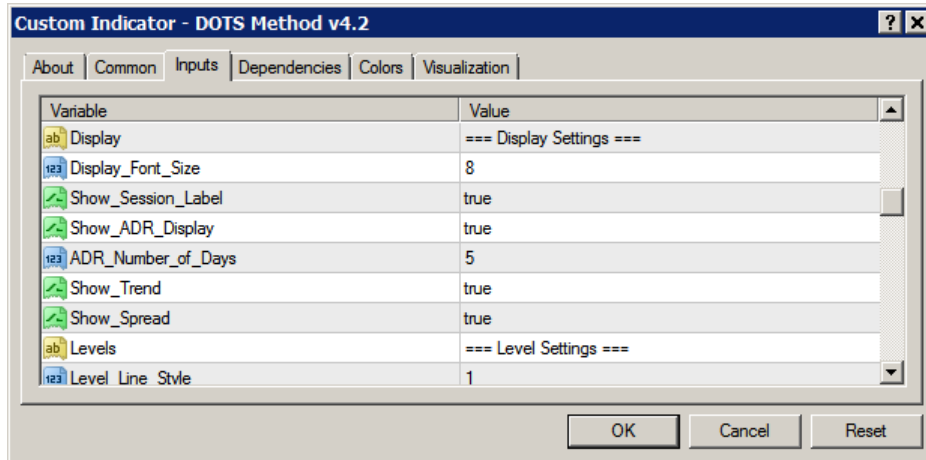 Custom Indicator - DOTS Method v4.2 ? X
About Common Inputs Dependencies Colors Visualization
Variable Value
ab Display === Display Settings ===
123 Display_Font_Size 8
Show_Session_Label true
Show_ADR_Display true
123 ADR_Number_of_Days 5
Show_Trend true
Show_Spread true
ab Levels === Level Settings ===
123 Level_Line_Style 1
OK Cancel Reset